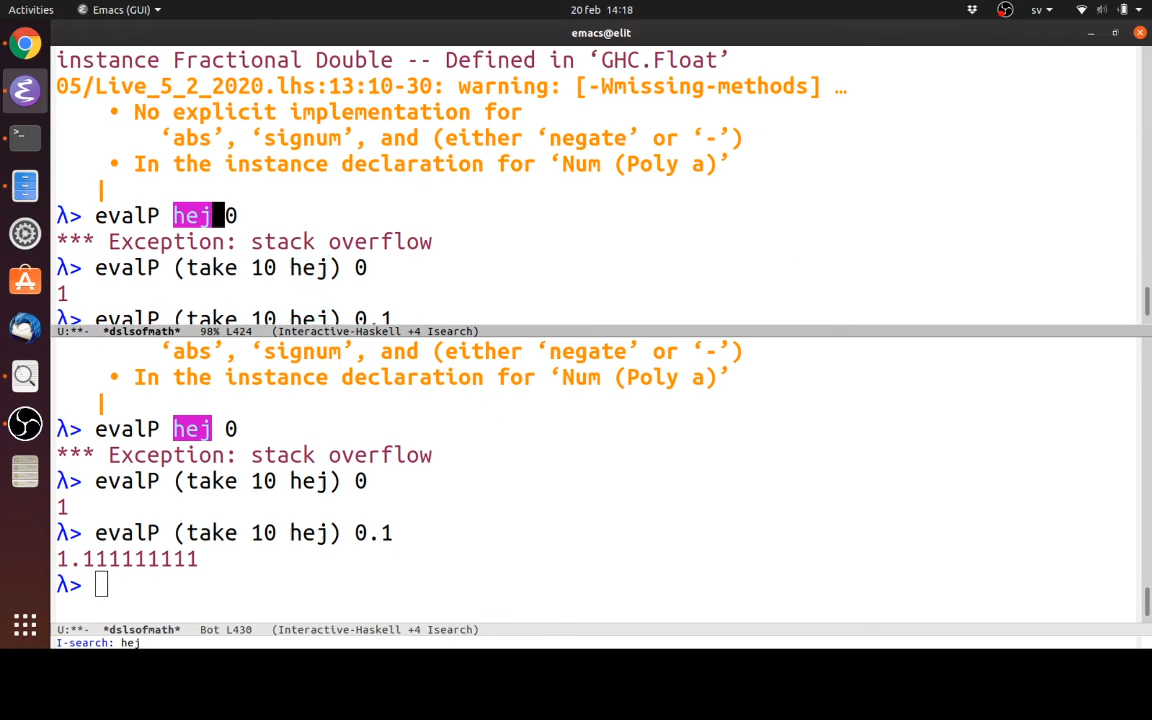 Activities
Emacs (GUI)
20 feb 14:18
sv
emacs@elit
instance Fractional Double -- Defined in ‘GHC.Float’
05/Live_5_2_2020.lhs:13:10-30: warning: [-Wmissing-methods] …
• No explicit implementation for
‘abs’, ‘signum’, and (either ‘negate’ or ‘-’)
• In the instance declaration for ‘Num (Poly a)’
|
λ> evalP hej 0
*** Exception: stack overflow
λ> evalP (take 10 hej) 0
1
λ> evalP (take 10 hej) 0.1
U:**- *dslsofmath* 98% L424 (Interactive-Haskell +4 Isearch)
‘abs’, ‘signum’, and (either ‘negate’ or ‘-’)
• In the instance declaration for ‘Num (Poly a)’
|
λ> evalP hej 0
*** Exception: stack overflow
λ> evalP (take 10 hej) 0
1
λ> evalP (take 10 hej) 0.1
1.111111111
λ>
U:**- *dslsofmath* Bot L430 (Interactive-Haskell +4 Isearch)
I-search: hej